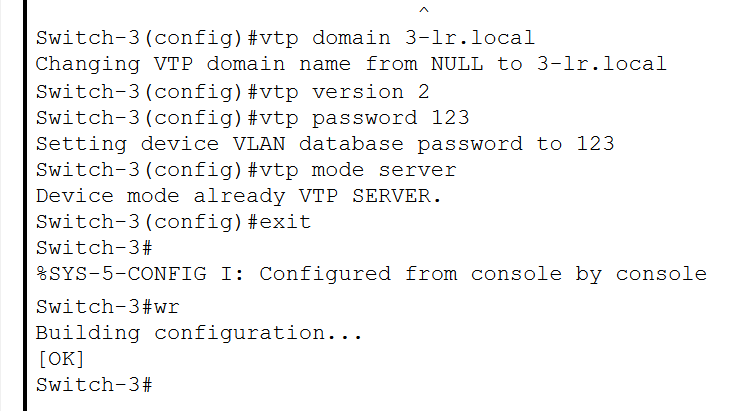 ^
Switch-3(config)#vtp domain 3-lr.local
Changing VTP domain name from NULL to 3-lr.local
Switch-3(config)#vtp version 2
Switch-3(config)#vtp password 123
Setting device VLAN database password to 123
Switch-3(config)#vtp mode server
Device mode already VTP SERVER.
Switch-3(config)#exit
Switch-3#
%SYS-5-CONFIG I: Configured from console by console
Switch-3#wr
Building configuration...
[OK]
Switch-3#